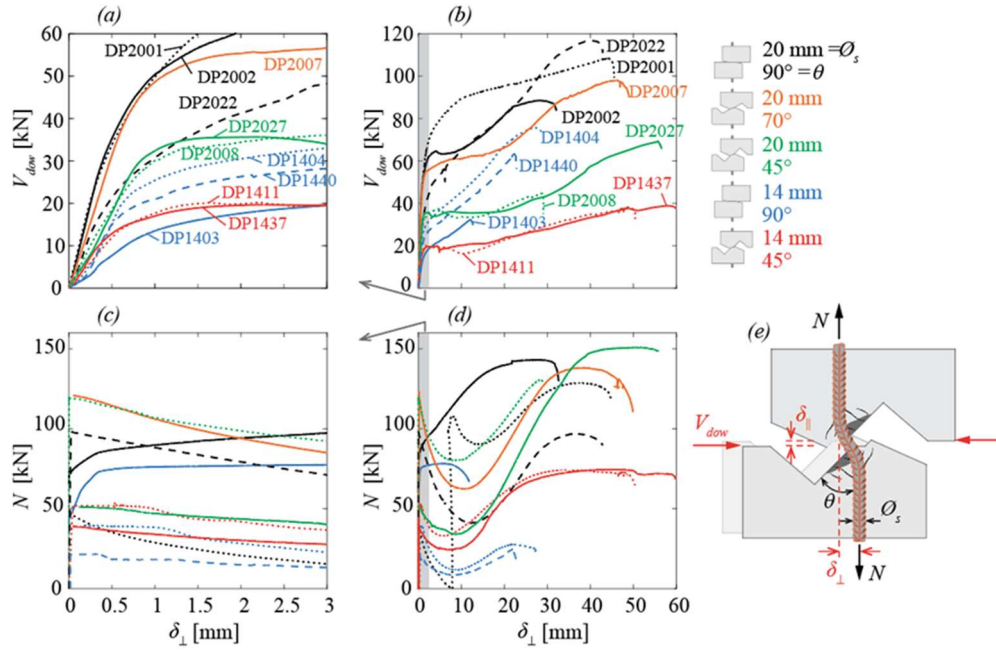 (a)
60
50
40
30
20
10
0
V_dow [kN]
DP2001
DP2002
DP2007
DP2022
DP2027
DP2008
DP1404
DP1440
DP1411
DP1437
DP1403
(b)
120
100
80
60
40
20
0
V_dow [kN]
DP2022
DP2001
DP2007
DP2002
DP2027
DP1404
DP1440
DP1437
DP1403
DP2008
DP1411
20 mm =Ø_s
90° = θ
20 mm
70°
20 mm
45°
14 mm
90°
14 mm
45°
(c)
150
100
50
0
N [kN]
0 0.5 1 1.5 2 2.5 3
δ⊥ [mm]
(d)
150
100
50
0
N [kN]
0 10 20 30 40 50 60
δ⊥ [mm]
(e)
N
δ∥
V_dow
θ
Ø_s
δ⊥
N